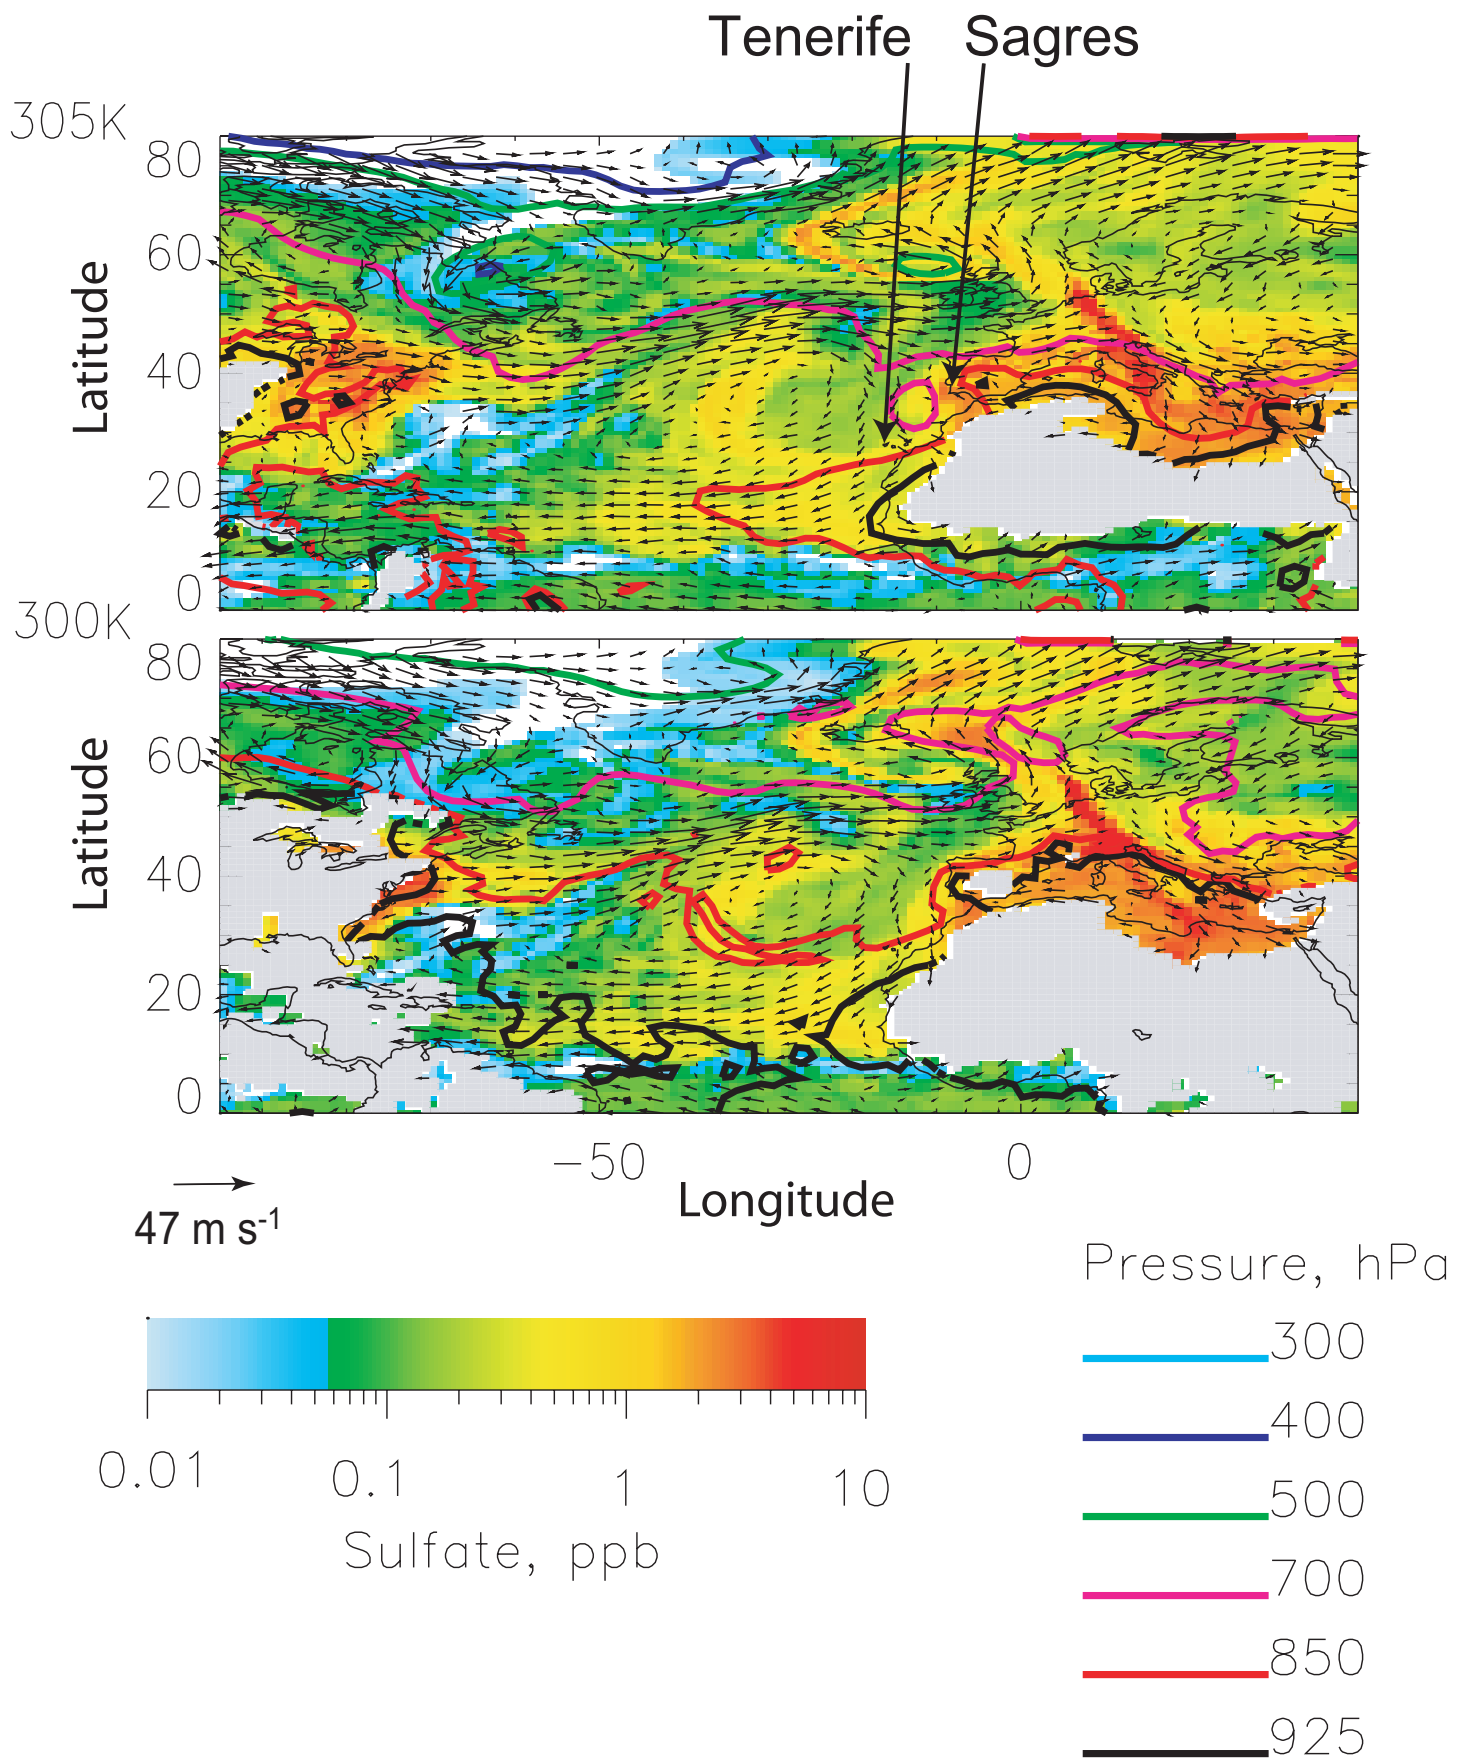 Tenerife Sagres
305K
80
60
40
20
0
Latitude
300K
80
60
40
20
0
Latitude
−50 0
Longitude
47 m s-1
0.01 0.1 1 10
Sulfate, ppb
Pressure, hPa
300
400
500
700
850
925